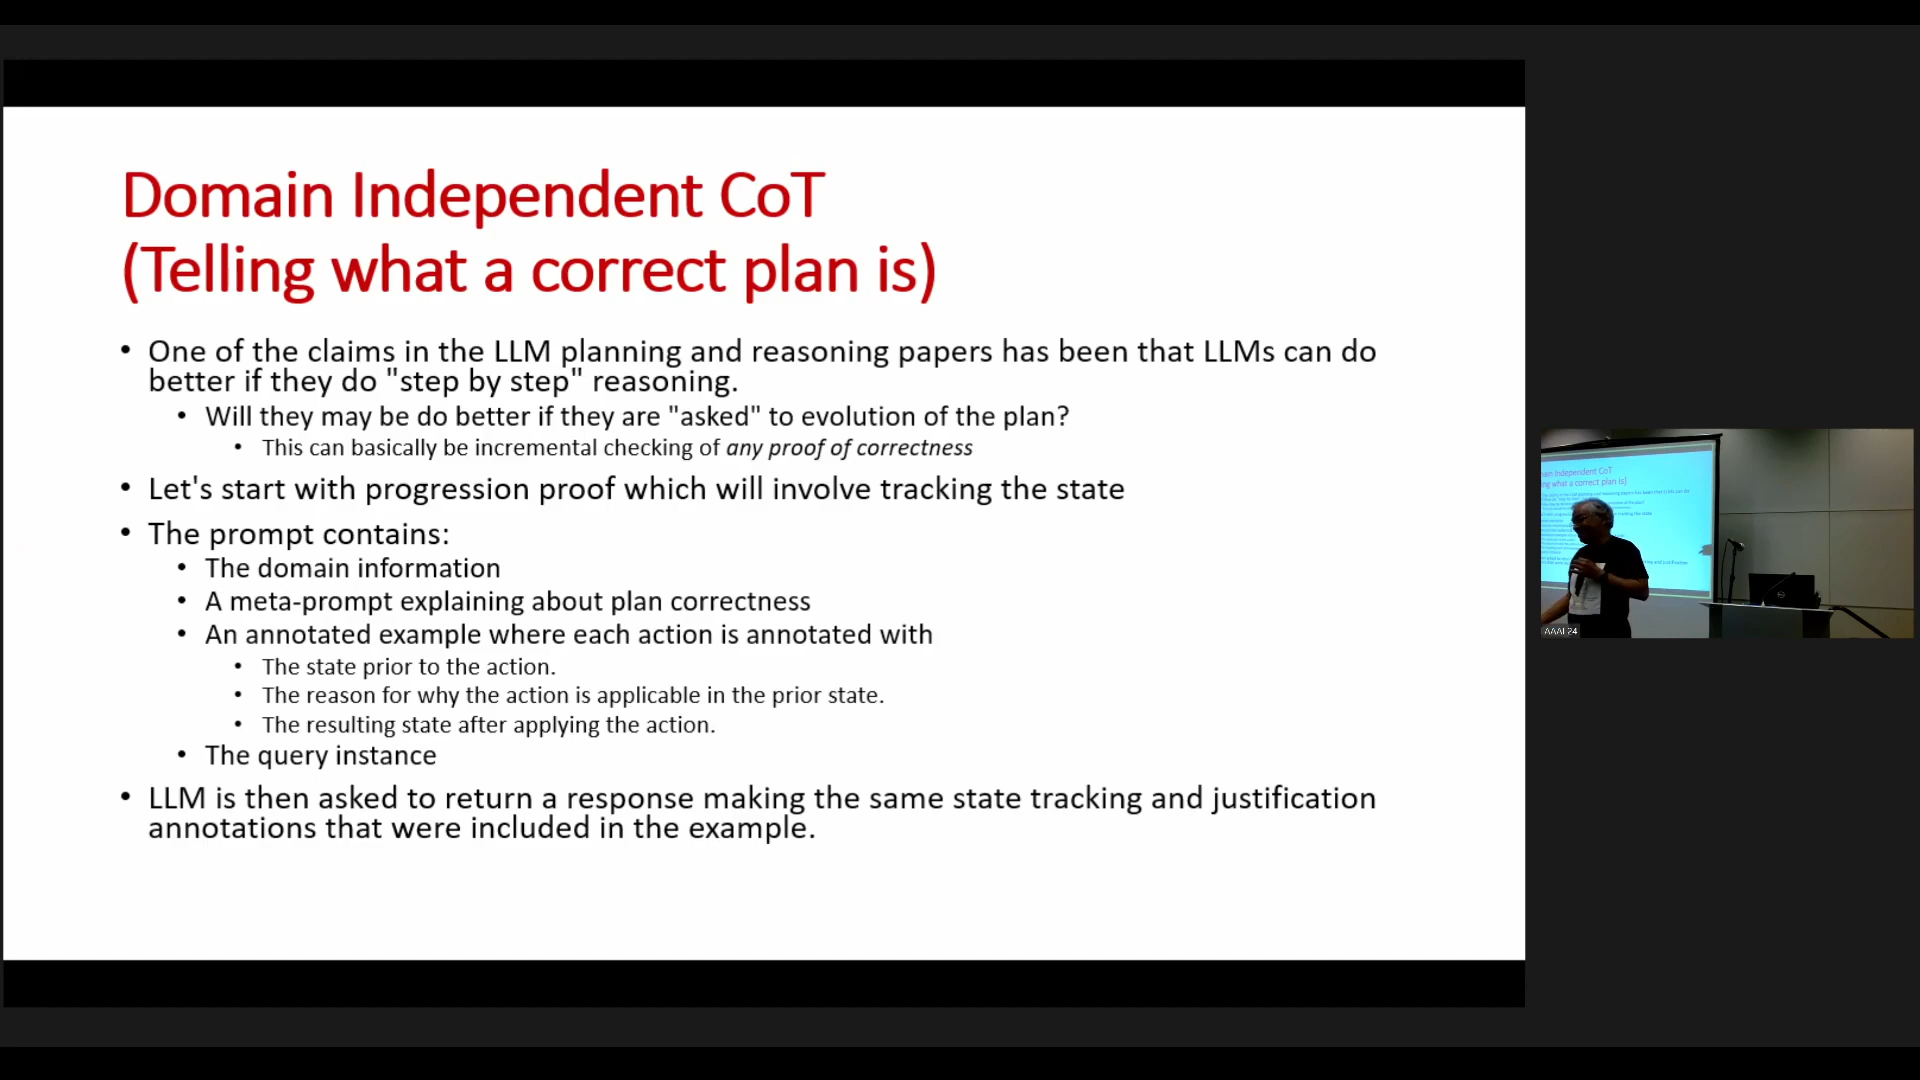 Domain Independent CoT
(Telling what a correct plan is)
• One of the claims in the LLM planning and reasoning papers has been that LLMs can do
better if they do "step by step" reasoning.
• Will they may be do better if they are "asked" to evolution of the plan?
• This can basically be incremental checking of any proof of correctness
• Let's start with progression proof which will involve tracking the state
• The prompt contains:
• The domain information
• A meta-prompt explaining about plan correctness
• An annotated example where each action is annotated with
• The state prior to the action.
• The reason for why the action is applicable in the prior state.
• The resulting state after applying the action.
• The query instance
• LLM is then asked to return a response making the same state tracking and justification
annotations that were included in the example.
AAAI 24